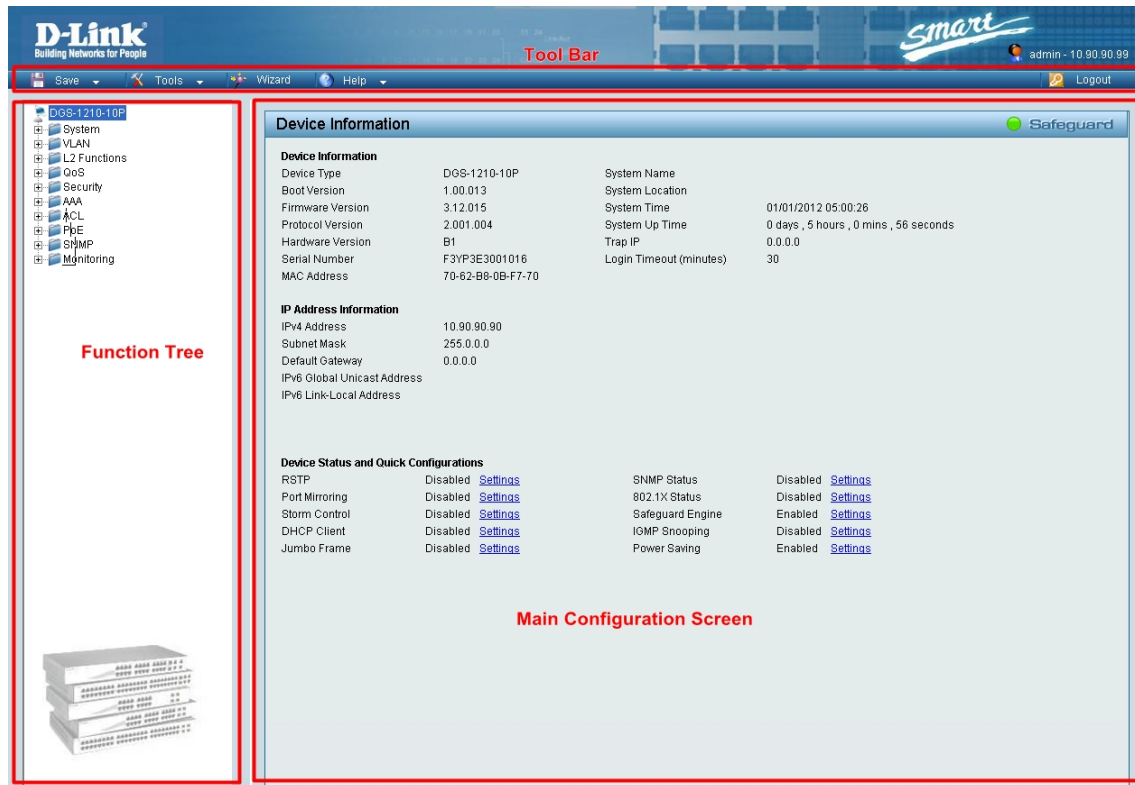 D-Link
Building Networks for People
Tool Bar
smart
admin - 10.90.90.99
Save Tools Wizard Help Logout
DGS-1210-10P
System
VLAN
L2 Functions
QoS
Security
AAA
ACL
PoE
SNMP
Monitoring
Function Tree
Device Information Safeguard
Device Information
Device Type DGS-1210-10P System Name
Boot Version 1.00.013 System Location
Firmware Version 3.12.015 System Time 01/01/2012 05:00:26
Protocol Version 2.001.004 System Up Time 0 days , 5 hours , 0 mins , 56 seconds
Hardware Version B1 Trap IP 0.0.0.0
Serial Number F3YP3E3001016 Login Timeout (minutes) 30
MAC Address 70-62-B8-0B-F7-70
IP Address Information
IPv4 Address 10.90.90.90
Subnet Mask 255.0.0.0
Default Gateway 0.0.0.0
IPv6 Global Unicast Address
IPv6 Link-Local Address
Device Status and Quick Configurations
RSTP Disabled Settings SNMP Status Disabled Settings
Port Mirroring Disabled Settings 802.1X Status Disabled Settings
Storm Control Disabled Settings Safeguard Engine Enabled Settings
DHCP Client Disabled Settings IGMP Snooping Disabled Settings
Jumbo Frame Disabled Settings Power Saving Enabled Settings
Main Configuration Screen